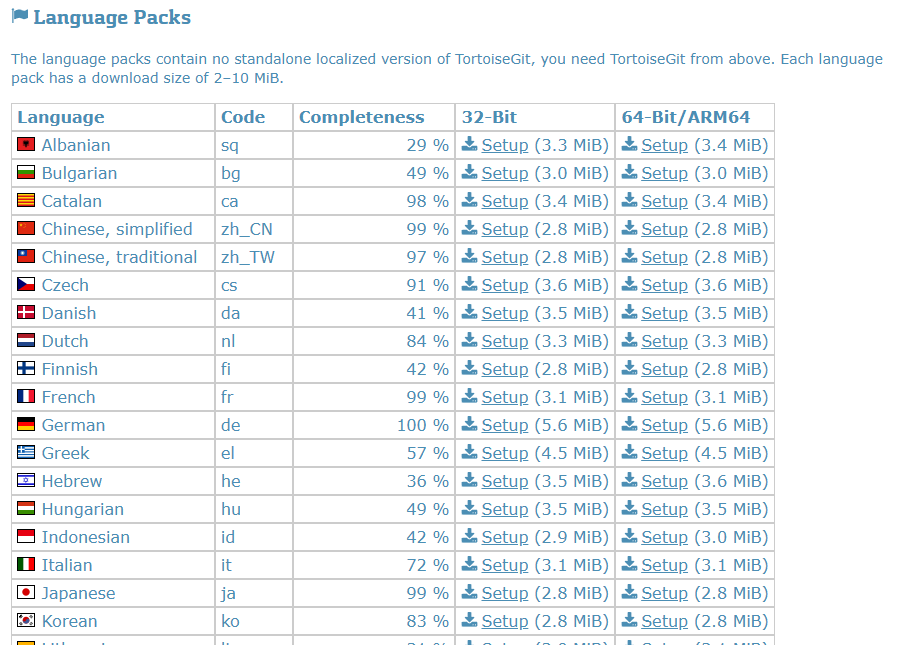 Language Packs
The language packs contain no standalone localized version of TortoiseGit, you need TortoiseGit from above. Each language
pack has a download size of 2–10 MiB.
Language Code Completeness 32-Bit 64-Bit/ARM64
Albanian sq 29 % Setup (3.3 MiB) Setup (3.4 MiB)
Bulgarian bg 49 % Setup (3.0 MiB) Setup (3.0 MiB)
Catalan ca 98 % Setup (3.4 MiB) Setup (3.4 MiB)
Chinese, simplified zh_CN 99 % Setup (2.8 MiB) Setup (2.8 MiB)
Chinese, traditional zh_TW 97 % Setup (2.8 MiB) Setup (2.8 MiB)
Czech cs 91 % Setup (3.6 MiB) Setup (3.6 MiB)
Danish da 41 % Setup (3.5 MiB) Setup (3.5 MiB)
Dutch nl 84 % Setup (3.3 MiB) Setup (3.3 MiB)
Finnish fi 42 % Setup (2.8 MiB) Setup (2.8 MiB)
French fr 99 % Setup (3.1 MiB) Setup (3.1 MiB)
German de 100 % Setup (5.6 MiB) Setup (5.6 MiB)
Greek el 57 % Setup (4.5 MiB) Setup (4.5 MiB)
Hebrew he 36 % Setup (3.5 MiB) Setup (3.6 MiB)
Hungarian hu 49 % Setup (3.5 MiB) Setup (3.5 MiB)
Indonesian id 42 % Setup (2.9 MiB) Setup (3.0 MiB)
Italian it 72 % Setup (3.1 MiB) Setup (3.1 MiB)
Japanese ja 99 % Setup (2.8 MiB) Setup (2.8 MiB)
Korean ko 83 % Setup (2.8 MiB) Setup (2.8 MiB)